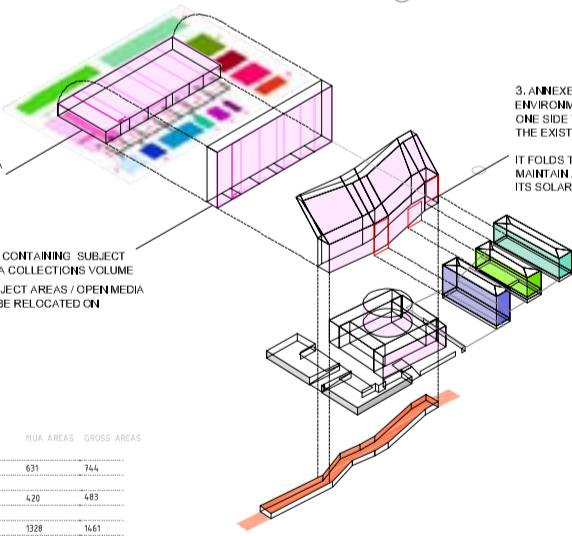 3. ANNEXE
ENVIRONM
ONE SIDE
THE EXIST
IT FOLDS T
MAINTAIN
ITS SOLAR
A
CONTAINING SUBJECT
A COLLECTIONS VOLUME
JECT AREAS / OPEN MEDIA
BE RELOCATED ON
MUA AREAS GROSS AREAS
631 744
420 483
1328 1461